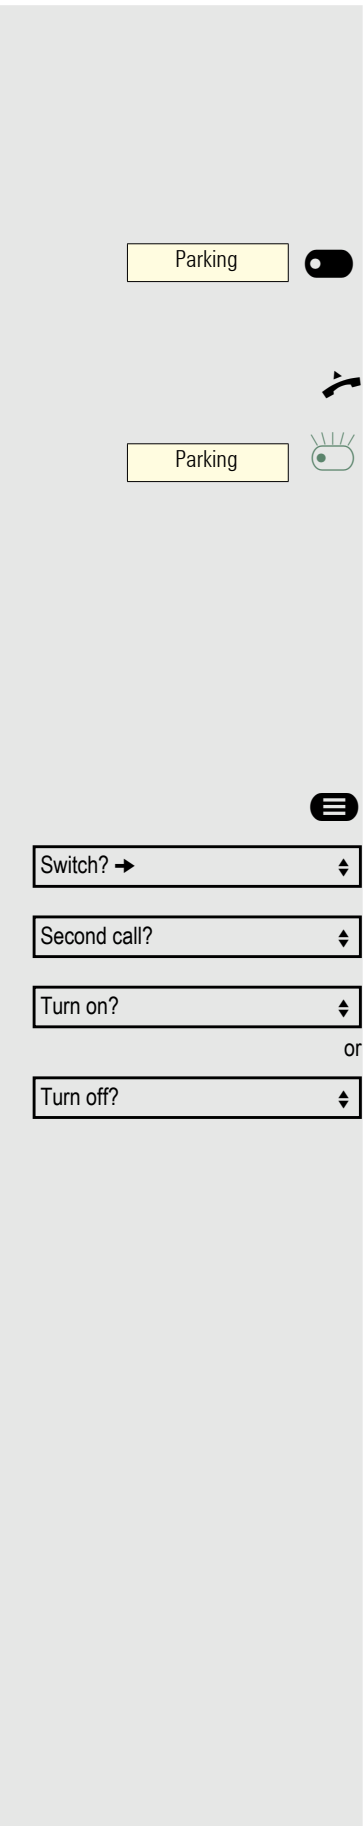 Parking
Parking
Switch? →
Second call?
Turn on?
or
Turn off?